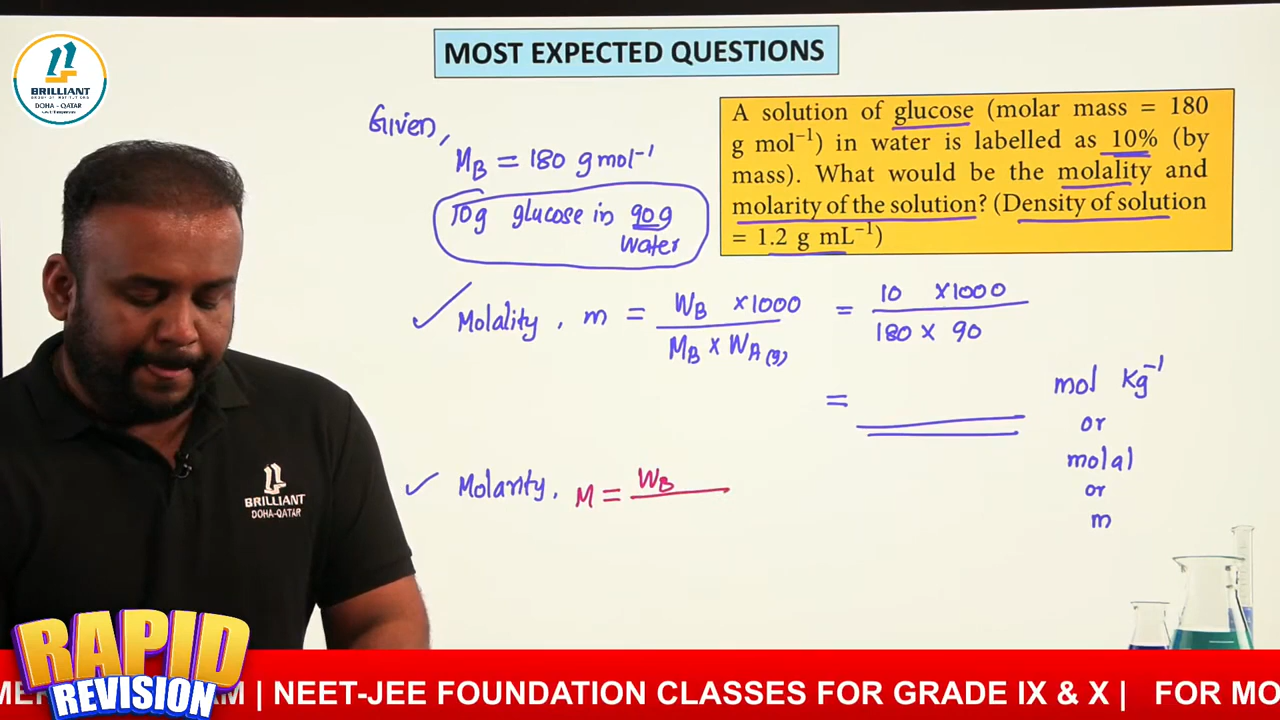 MOST EXPECTED QUESTIONS
BRILLIANT
DOHA - QATAR
Given,
M_B = 180 g mol⁻¹
10g glucose in 90g
water
A solution of glucose (molar mass = 180
g mol⁻¹) in water is labelled as 10% (by
mass). What would be the molality and
molarity of the solution? (Density of solution
= 1.2 g mL⁻¹)
✓ Molality, m = W_B × 1000 / M_B × W_A (g) = 10 × 1000 / 180 × 90
= mol Kg⁻¹
or
molal
or
m
✓ Molarity, M = W_B
BRILLIANT
DOHA-QATAR
RAPID
REVISION
M | NEET-JEE FOUNDATION CLASSES FOR GRADE IX & X | FOR MO